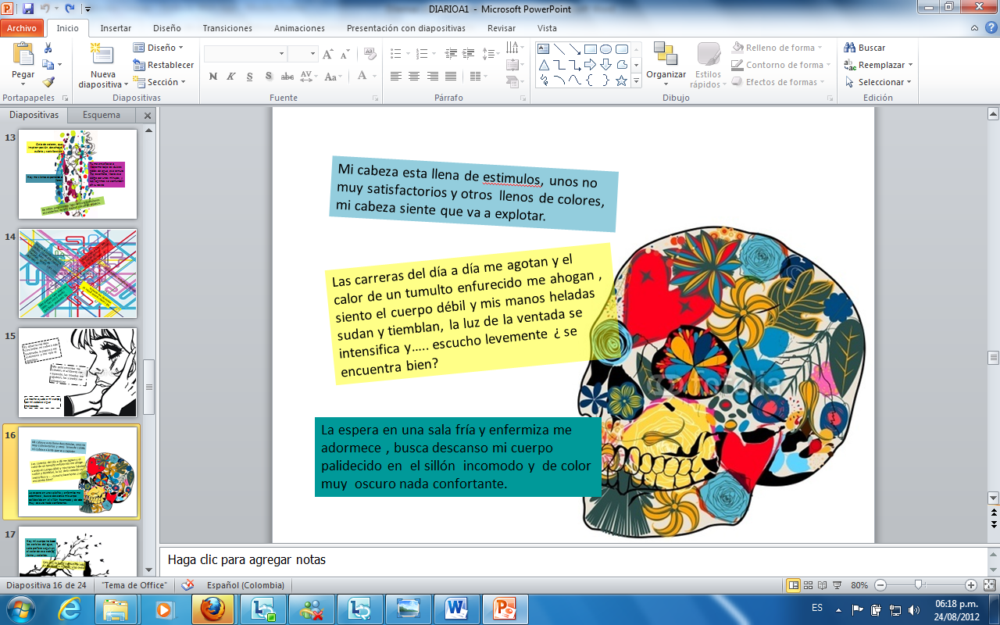 DIARIOA1 - Microsoft PowerPoint
Archivo
Inicio
Insertar
Diseño
Transiciones
Animaciones
Presentación con diapositivas
Revisar
Vista
Pegar
Nueva
diapositiva
Diseño
Restablecer
Sección
Organizar
Estilos
rápidos
Relleno de forma
Contorno de forma
Efectos de formas
Buscar
Reemplazar
Seleccionar
Portapapeles
Diapositivas
Fuente
Párrafo
Dibujo
Edición
Diapositivas
Esquema
13
14
15
16
17
Mi cabeza esta llena de estimulos, unos no
muy satisfactorios y otros llenos de colores,
mi cabeza siente que va a explotar.
Las carreras del día a día me agotan y el
calor de un tumulto enfurecido me ahogan ,
siento el cuerpo débil y mis manos heladas
sudan y tiemblan, la luz de la ventada se
intensifica y..... escucho levemente ¿ se
encuentra bien?
La espera en una sala fría y enfermiza me
adormece , busca descanso mi cuerpo
palidecido en el sillón incomodo y de color
muy oscuro nada confortante.
Haga clic para agregar notas
Diapositiva 16 de 24
"Tema de Office"
Español (Colombia)
80%
ES
06:18 p.m.
24/08/2012